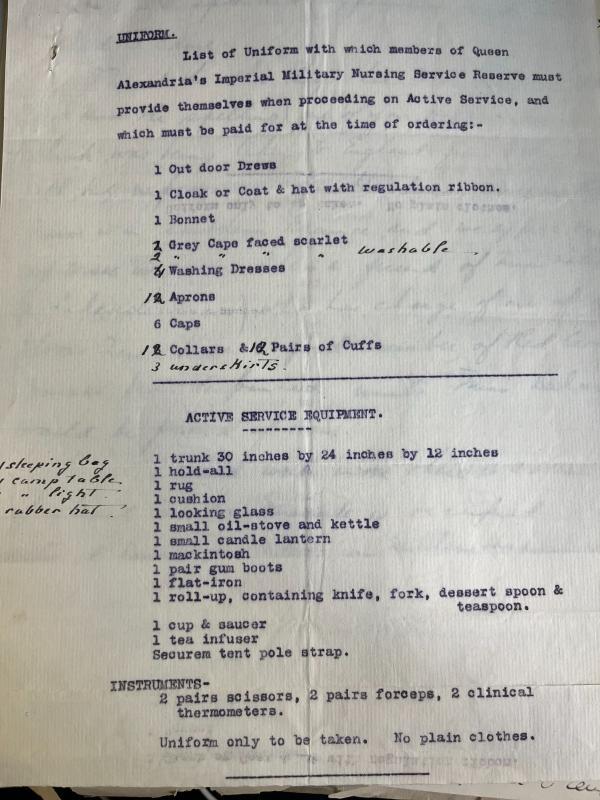 UNIFORM.
List of Uniform with which members of Queen
Alexandria's Imperial Military Nursing Service Reserve must
provide themselves when proceeding on Active Service, and
which must be paid for at the time of ordering:-
1 Out door Dress
1 Cloak or Coat & hat with regulation ribbon.
1 Bonnet
2 Grey Cape faced scarlet
2 " " " washable
4 Washing Dresses
12 Aprons
6 Caps
12 Collars & 12 Pairs of Cuffs
3 underskirts.
ACTIVE SERVICE EQUIPMENT.
1 trunk 30 inches by 24 inches by 12 inches
1 sleeping bag
1 hold-all
1 camp table
1 rug
" light.
1 cushion
rubber hat.
1 looking glass
1 small oil-stove and kettle
1 small candle lantern
1 mackintosh
1 pair gum boots
1 flat-iron
1 roll-up, containing knife, fork, dessert spoon &
teaspoon.
1 cup & saucer
1 tea infuser
Securem tent pole strap.
INSTRUMENTS-
2 pairs scissors, 2 pairs forceps, 2 clinical
thermometers.
Uniform only to be taken. No plain clothes.